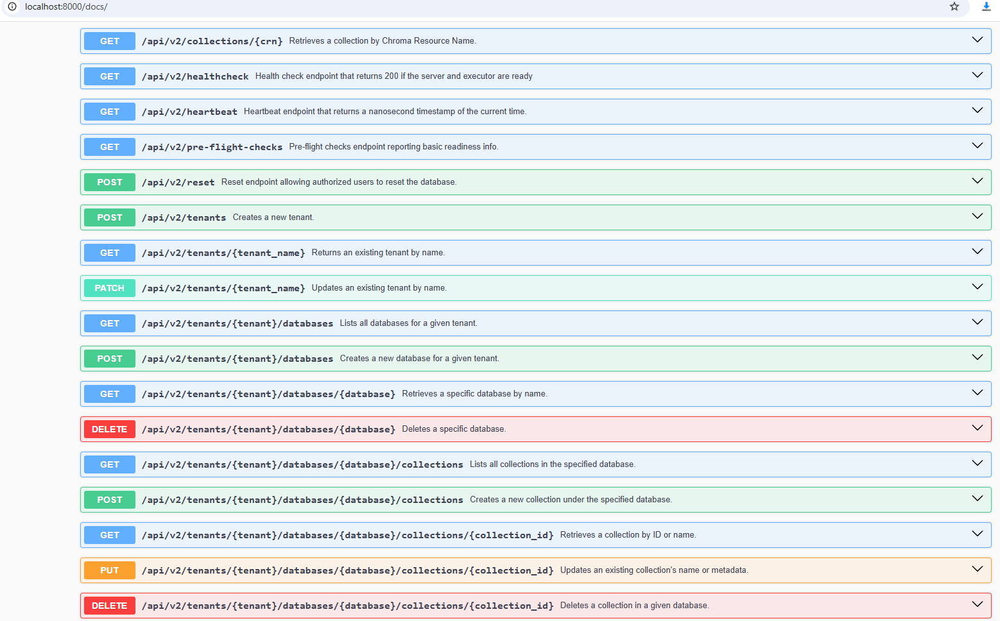 localhost:8000/docs/
GET /api/v2/collections/{crn} Retrieves a collection by Chroma Resource Name.
GET /api/v2/healthcheck Health check endpoint that returns 200 if the server and executor are ready
GET /api/v2/heartbeat Heartbeat endpoint that returns a nanosecond timestamp of the current time.
GET /api/v2/pre-flight-checks Pre-flight checks endpoint reporting basic readiness info.
POST /api/v2/reset Reset endpoint allowing authorized users to reset the database.
POST /api/v2/tenants Creates a new tenant.
GET /api/v2/tenants/{tenant_name} Returns an existing tenant by name.
PATCH /api/v2/tenants/{tenant_name} Updates an existing tenant by name.
GET /api/v2/tenants/{tenant}/databases Lists all databases for a given tenant.
POST /api/v2/tenants/{tenant}/databases Creates a new database for a given tenant.
GET /api/v2/tenants/{tenant}/databases/{database} Retrieves a specific database by name.
DELETE /api/v2/tenants/{tenant}/databases/{database} Deletes a specific database.
GET /api/v2/tenants/{tenant}/databases/{database}/collections Lists all collections in the specified database.
POST /api/v2/tenants/{tenant}/databases/{database}/collections Creates a new collection under the specified database.
GET /api/v2/tenants/{tenant}/databases/{database}/collections/{collection_id} Retrieves a collection by ID or name.
PUT /api/v2/tenants/{tenant}/databases/{database}/collections/{collection_id} Updates an existing collection's name or metadata.
DELETE /api/v2/tenants/{tenant}/databases/{database}/collections/{collection_id} Deletes a collection in a given database.